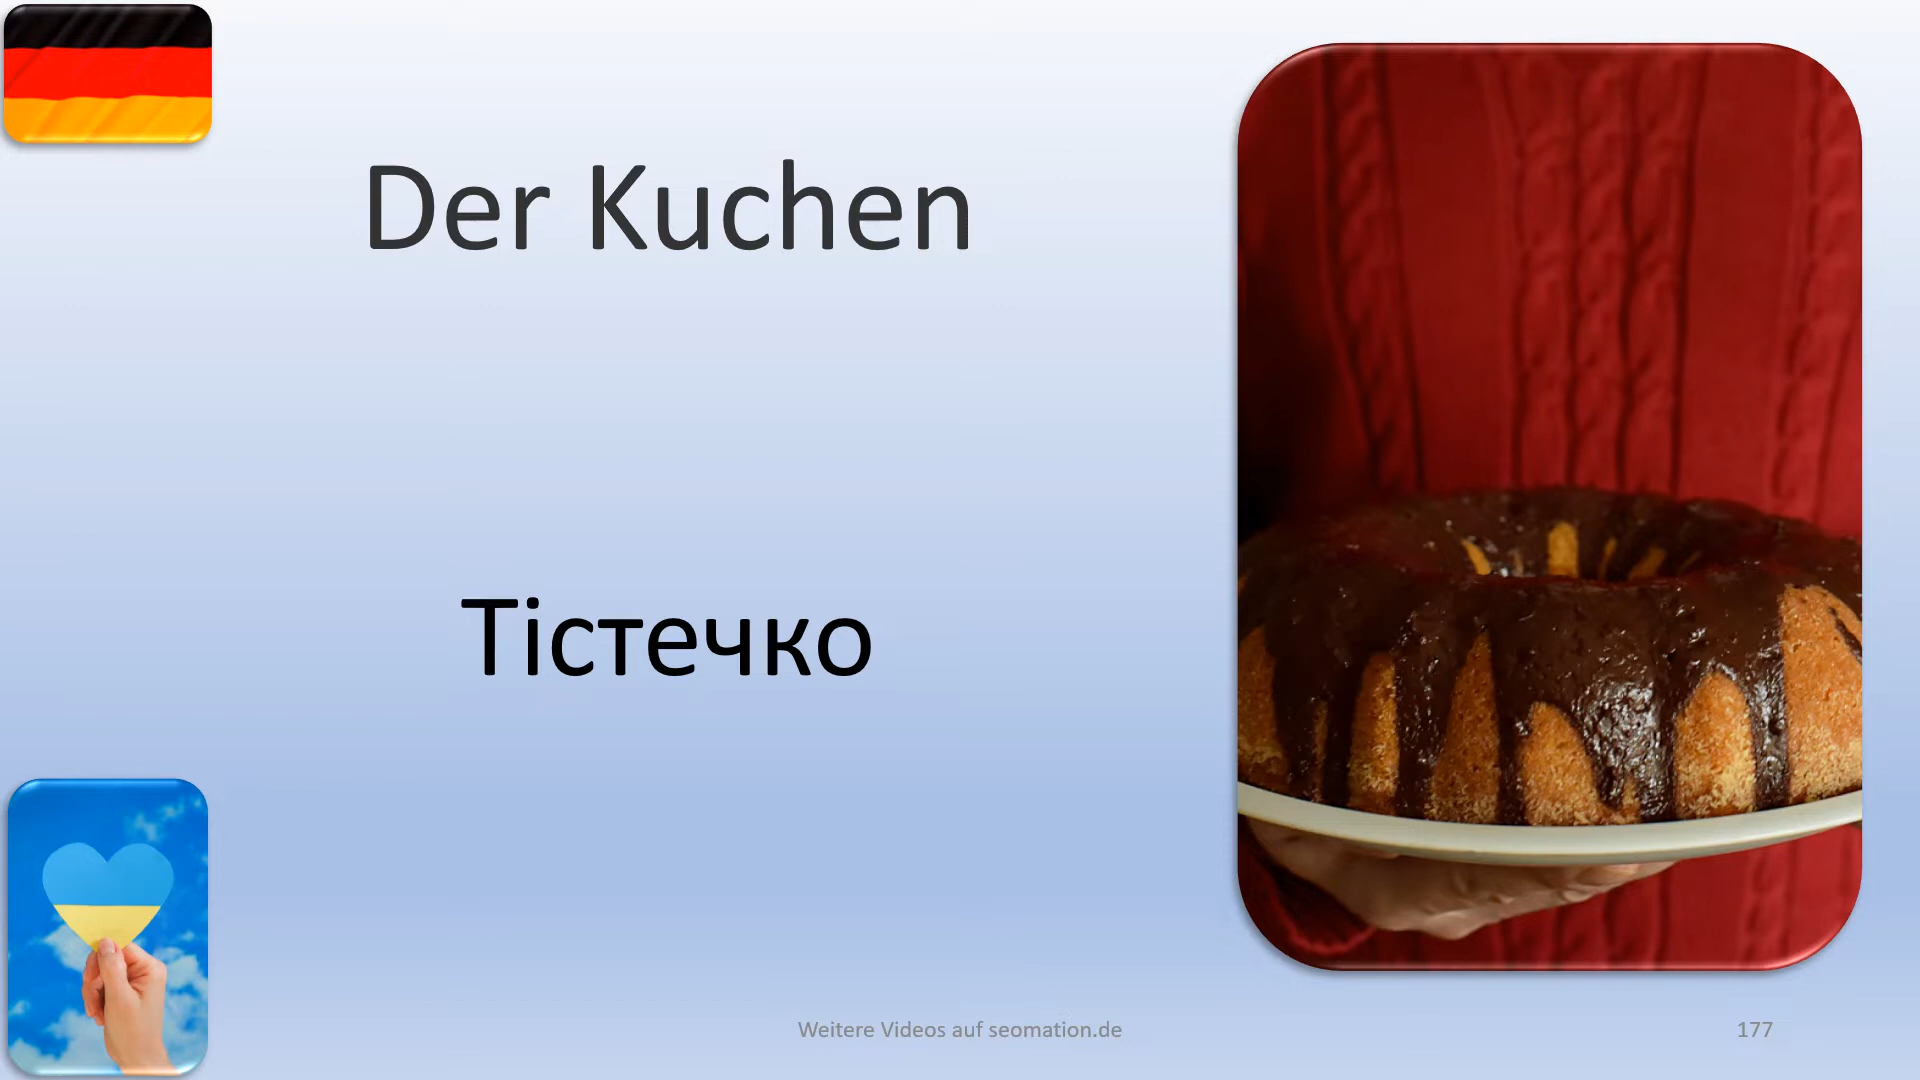 Der Kuchen
Тістечко
Weitere Videos auf seomation.de
177